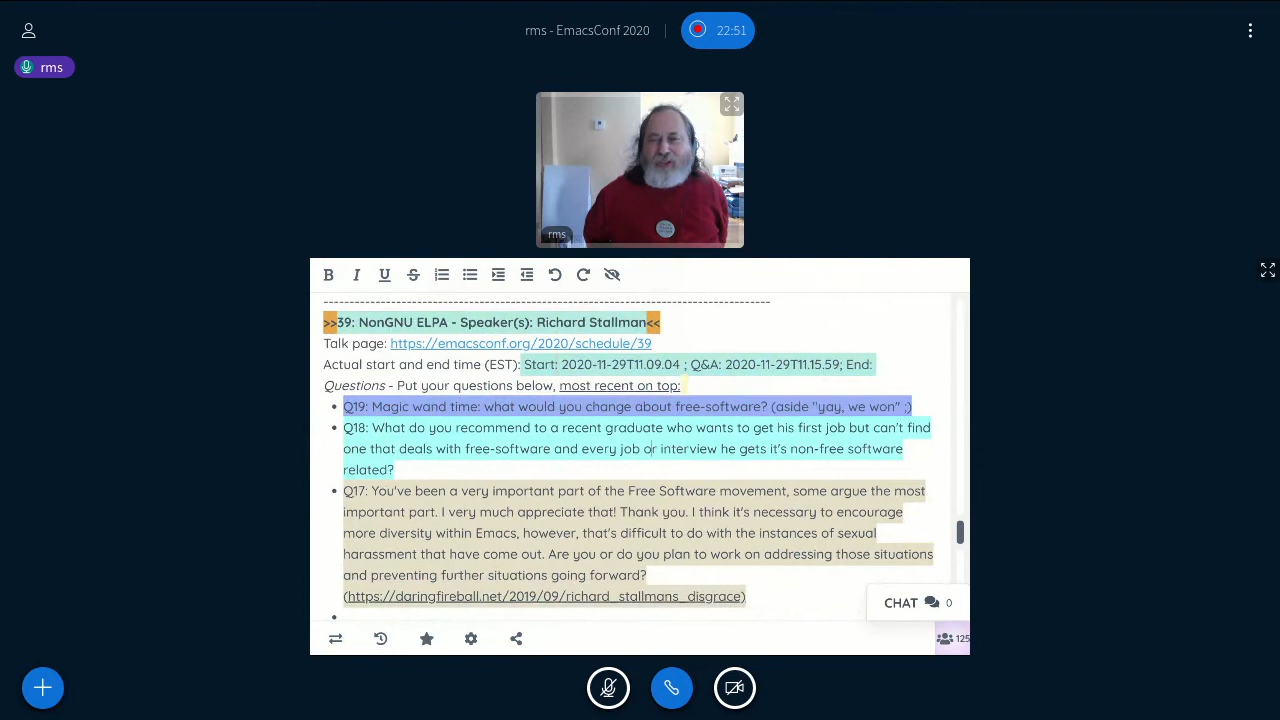 rms - EmacsConf 2020
22:51
rms
rms
B I U S
--------------------------------------------------------------------------------------
>>39: NonGNU ELPA - Speaker(s): Richard Stallman<<
Talk page: https://emacsconf.org/2020/schedule/39
Actual start and end time (EST): Start: 2020-11-29T11.09.04 ; Q&A: 2020-11-29T11.15.59; End:
Questions - Put your questions below, most recent on top:
• Q19: Magic wand time: what would you change about free-software? (aside "yay, we won" ;)
• Q18: What do you recommend to a recent graduate who wants to get his first job but can't find
one that deals with free-software and every job or interview he gets it's non-free software
related?
• Q17: You've been a very important part of the Free Software movement, some argue the most
important part. I very much appreciate that! Thank you. I think it's necessary to encourage
more diversity within Emacs, however, that's difficult to do with the instances of sexual
harassment that have come out. Are you or do you plan to work on addressing those situations
and preventing further situations going forward?
(https://daringfireball.net/2019/09/richard_stallmans_disgrace)
•
CHAT 0
125